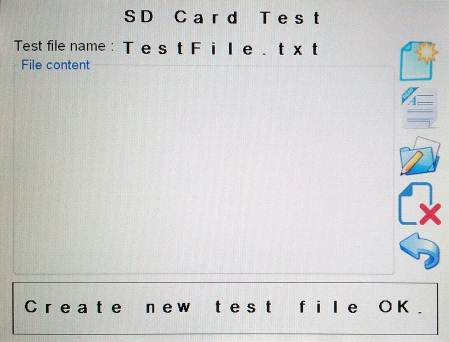 SD Card Test
Test file name : TestFile.txt
File content
Create new test file OK.